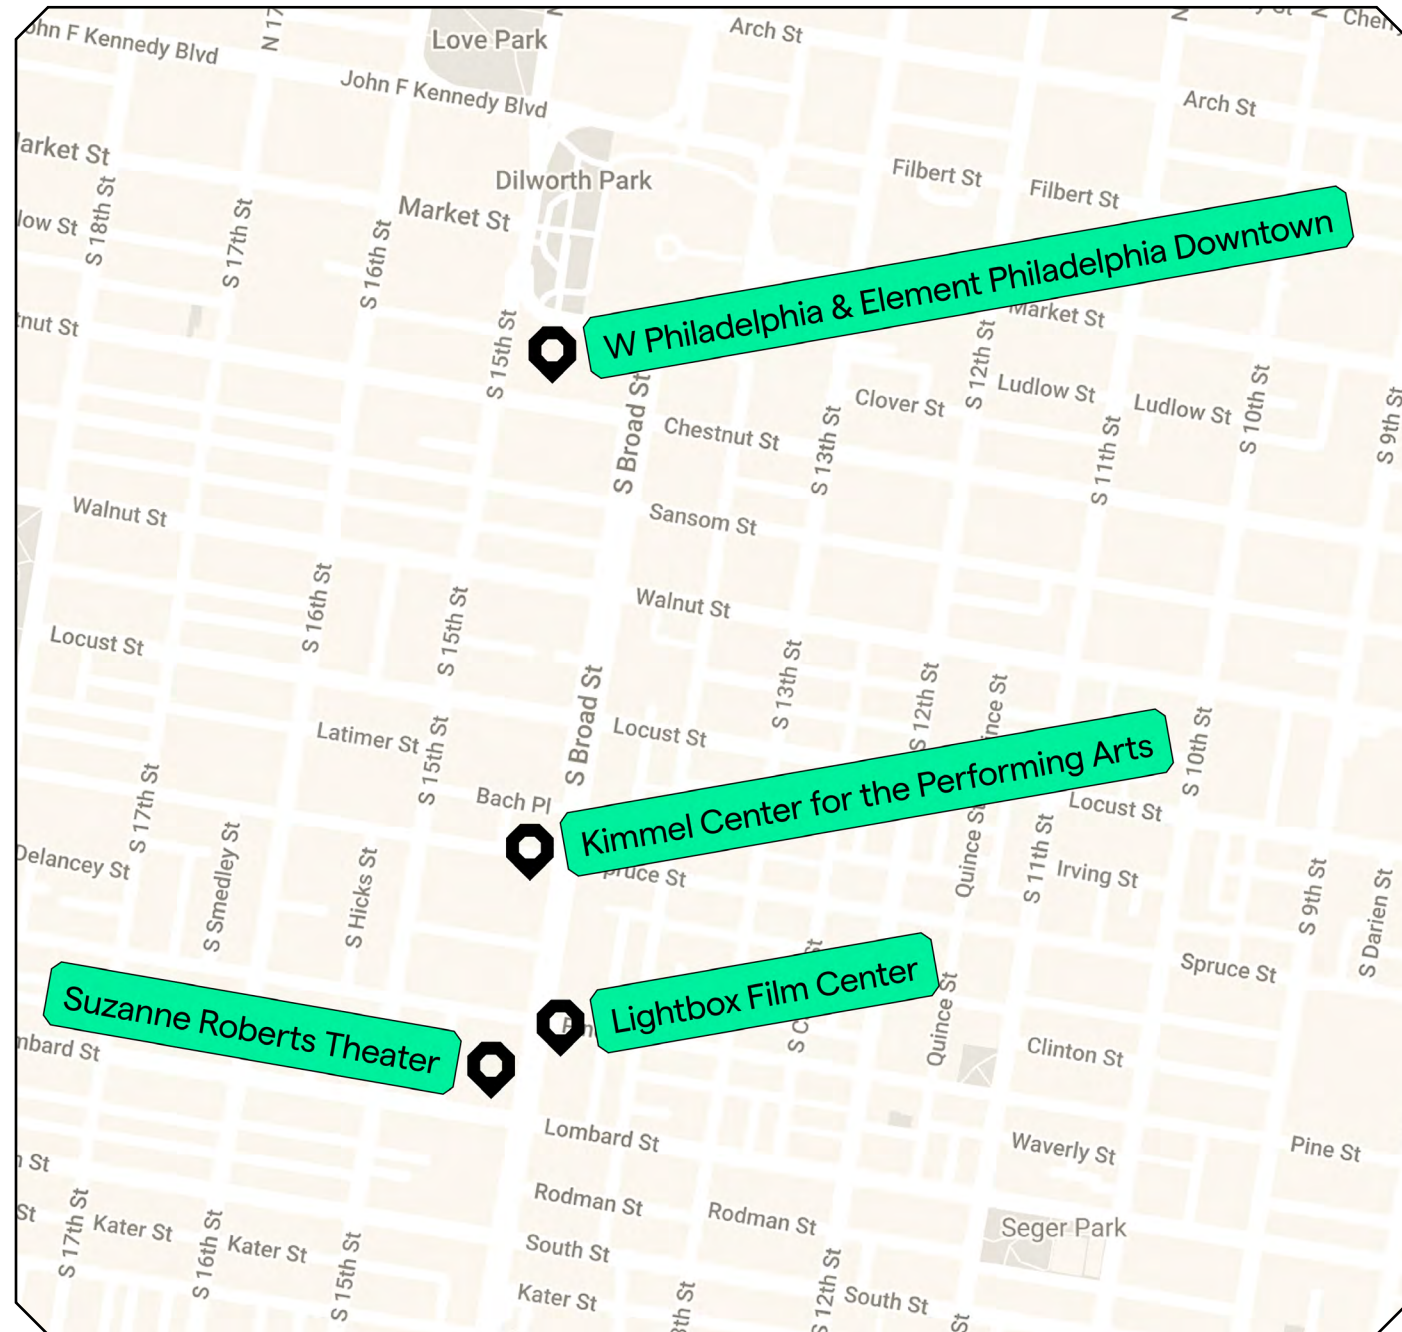 John F Kennedy Blvd
N 17
Love Park
Arch St
John F Kennedy Blvd
Arch St
Market St
Dilworth Park
Filbert St
Filbert St
S 18th St
S 17th St
S 16th St
Market St
low St
W Philadelphia & Element Philadelphia Downtown
tnut St
S 15th St
Market St
S 12th St
Ludlow St
Ludlow St
Clover St
S Broad St
Chestnut St
S 13th St
S 11th St
S 10th St
S 9th St
Walnut St
Sansom St
Walnut St
S 16th St
S 15th St
Locust St
S 13th St
S 12th St
ince St
S Broad St
Locust St
Latimer St
S 15th St
S 10th St
Bach Pl
Kimmel Center for the Performing Arts
Locust St
S 17th St
Delancey St
S Smedley St
S Hicks St
pruce St
Quince St
S 11th St
Irving St
S 9th St
S Darien St
Spruce St
Suzanne Roberts Theater
Lightbox Film Center
Quince St
mbard St
Clinton St
Lombard St
Waverly St
Pine St
n St
Rodman St
Rodman St
Seger Park
St
S 17th St
Kater St
S 16th St
Kater St
S 15th St
South St
Kater St
S 12th St
South St
St